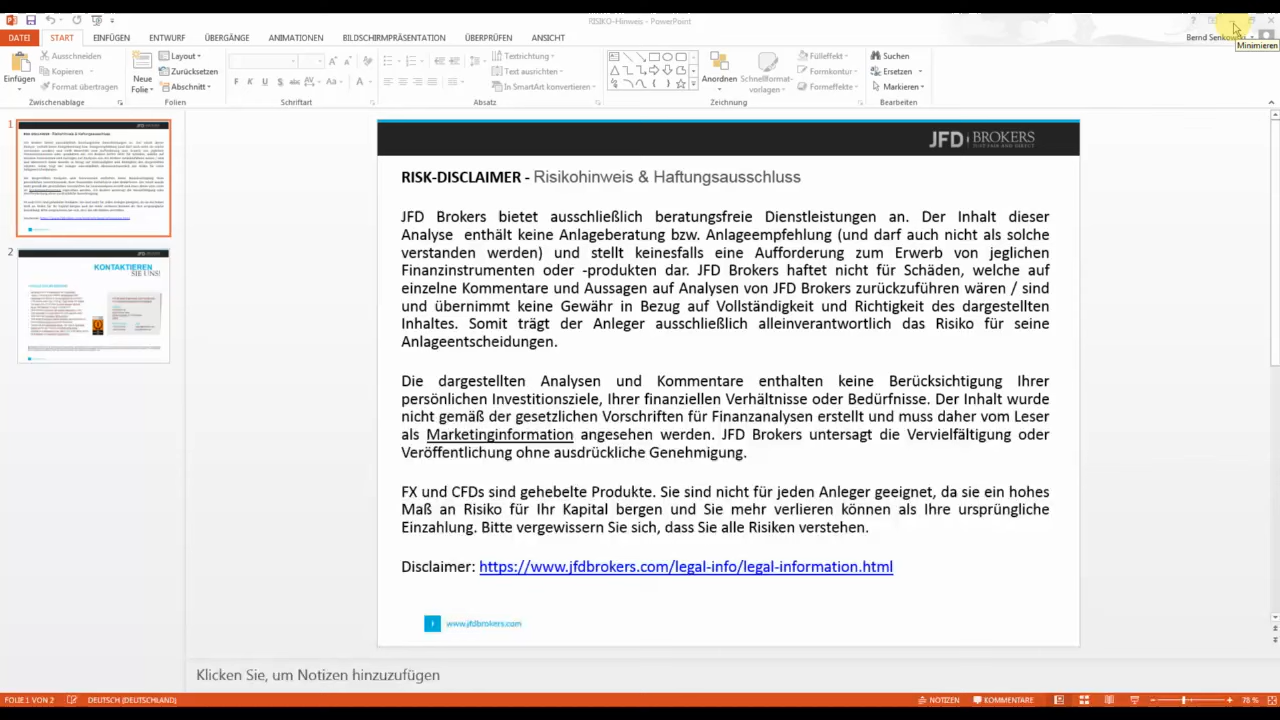 RISIKO-Hinweis - PowerPoint
DATEI START EINFÜGEN ENTWURF ÜBERGÄNGE ANIMATIONEN BILDSCHIRMPRÄSENTATION ÜBERPRÜFEN ANSICHT
Bernd
Minimieren
Einfügen
Ausschneiden
Kopieren
Format übertragen
Zwischenablage
Neue
Folie
Layout
Zurücksetzen
Abschnitt
Folien
F K U S abc AV Aa A
Schriftart
Textrichtung
Text ausrichten
In SmartArt konvertieren
Absatz
Anordnen
Schnellformat-
vorlagen
Fülleffekt
Formkontur
Formeffekte
Zeichnung
Suchen
Ersetzen
Markieren
Bearbeiten
1
2
KONTAKTIEREN
SIE UNS!
JFD BROKERS
JUST FAIR AND DIRECT
RISK-DISCLAIMER - Risikohinweis & Haftungsausschluss
JFD Brokers bietet ausschließlich beratungsfreie Dienstleistungen an. Der Inhalt dieser
Analyse enthält keine Anlageberatung bzw. Anlageempfehlung (und darf auch nicht als solche
verstanden werden) und stellt keinesfalls eine Aufforderung zum Erwerb von jeglichen
Finanzinstrumenten oder -produkten dar. JFD Brokers haftet nicht für Schäden, welche auf
einzelne Kommentare und Aussagen auf Analysen von JFD Brokers zurückzuführen wären / sind
und übernimmt keine Gewähr in Bezug auf Vollständigkeit und Richtigkeit des dargestellten
Inhaltes. Somit trägt der Anleger ausschließlich alleinverantwortlich das Risiko für seine
Anlageentscheidungen.
Die dargestellten Analysen und Kommentare enthalten keine Berücksichtigung Ihrer
persönlichen Investitionsziele, Ihrer finanziellen Verhältnisse oder Bedürfnisse. Der Inhalt wurde
nicht gemäß der gesetzlichen Vorschriften für Finanzanalysen erstellt und muss daher vom Leser
als Marketinginformation angesehen werden. JFD Brokers untersagt die Vervielfältigung oder
Veröffentlichung ohne ausdrückliche Genehmigung.
FX und CFDs sind gehebelte Produkte. Sie sind nicht für jeden Anleger geeignet, da sie ein hohes
Maß an Risiko für Ihr Kapital bergen und Sie mehr verlieren können als Ihre ursprüngliche
Einzahlung. Bitte vergewissern Sie sich, dass Sie alle Risiken verstehen.
Disclaimer: https://www.jfdbrokers.com/legal-info/legal-information.html
www.jfdbrokers.com
Klicken Sie, um Notizen hinzuzufügen
FOLIE 1 VON 2 DEUTSCH (DEUTSCHLAND) NOTIZEN KOMMENTARE 78 %